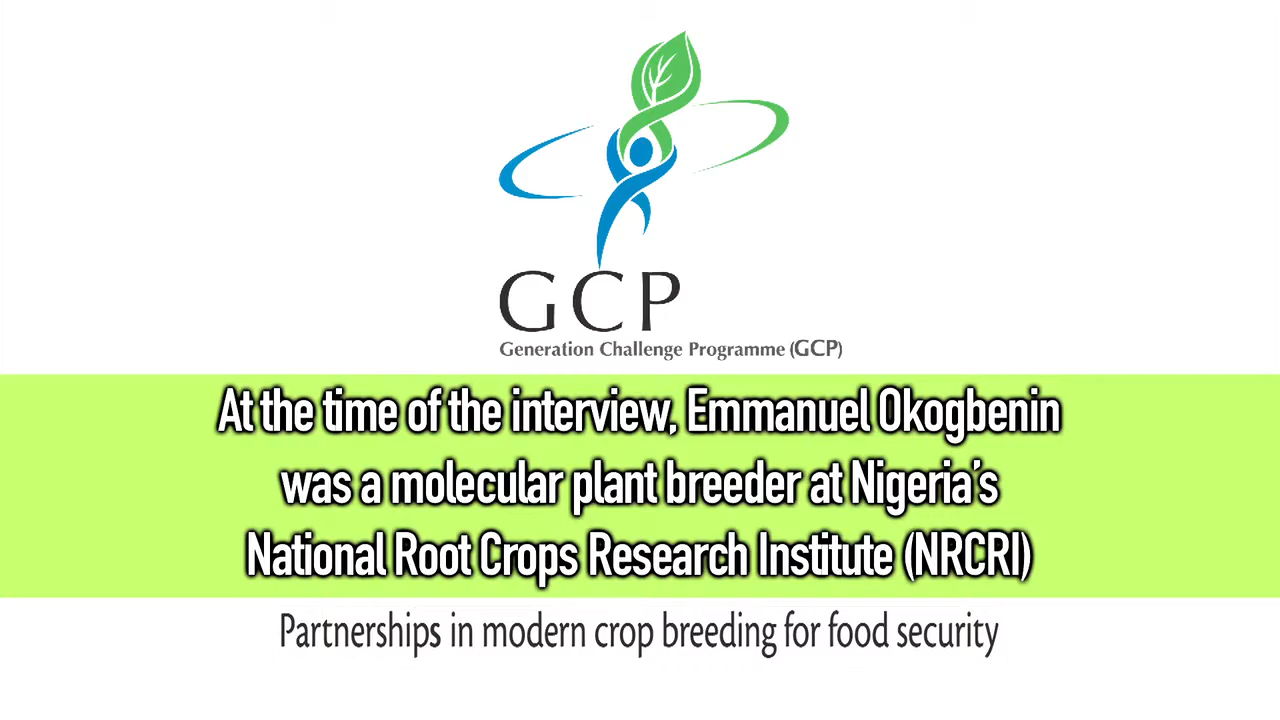 GCP
Generation Challenge Programme (GCP)
At the time of the interview, Emmanuel Okogbenin
was a molecular plant breeder at Nigeria’s
National Root Crops Research Institute (NRCRI)
Partnerships in modern crop breeding for food security